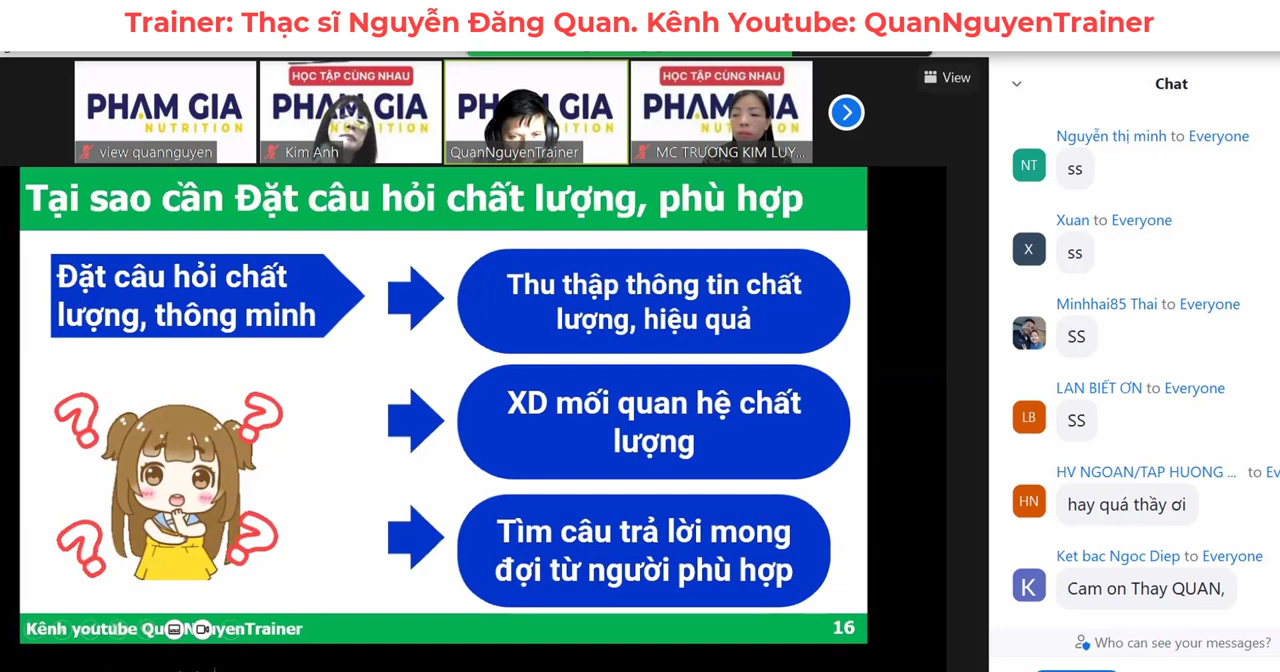 Trainer: Thạc sĩ Nguyễn Đăng Quan. Kênh Youtube: QuanNguyenTrainer
HỌC TẬP CÙNG NHAU
HỌC TẬP CÙNG NHAU
PHAM GIA
NUTRITION
PHAM GIA
PHAM GIA
view quannguyen
Kim Anh
QuanNguyenTrainer
MC TRƯƠNG KIM LUY...
View
Tại sao cần Đặt câu hỏi chất lượng, phù hợp
Đặt câu hỏi chất
lượng, thông minh
Thu thập thông tin chất
lượng, hiệu quả
XD mối quan hệ chất
lượng
Tìm câu trả lời mong
đợi từ người phù hợp
Kênh youtube QuanNguyenTrainer
16
Chat
Nguyễn thị minh to Everyone
NT
ss
Xuan to Everyone
X
ss
Minhhai85 Thai to Everyone
SS
LAN BIẾT ƠN to Everyone
LB
SS
HV NGOAN/TAP HUONG ... to Ev
HN
hay quá thầy ơi
Ket bac Ngoc Diep to Everyone
K
Cam on Thay QUAN,
Who can see your messages?